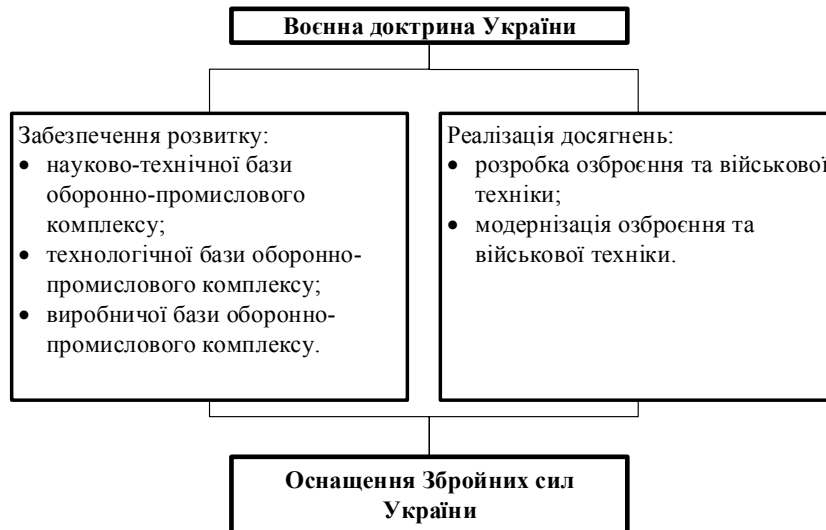 Воєнна доктрина України
Забезпечення розвитку:
• науково-технічної бази
оборонно-промислового
комплексу;
• технологічної бази оборонно-
промислового комплексу;
• виробничої бази оборонно-
промислового комплексу.
Реалізація досягнень:
• розробка озброєння та військової
техніки;
• модернізація озброєння та
військової техніки.
Оснащення Збройних сил
України